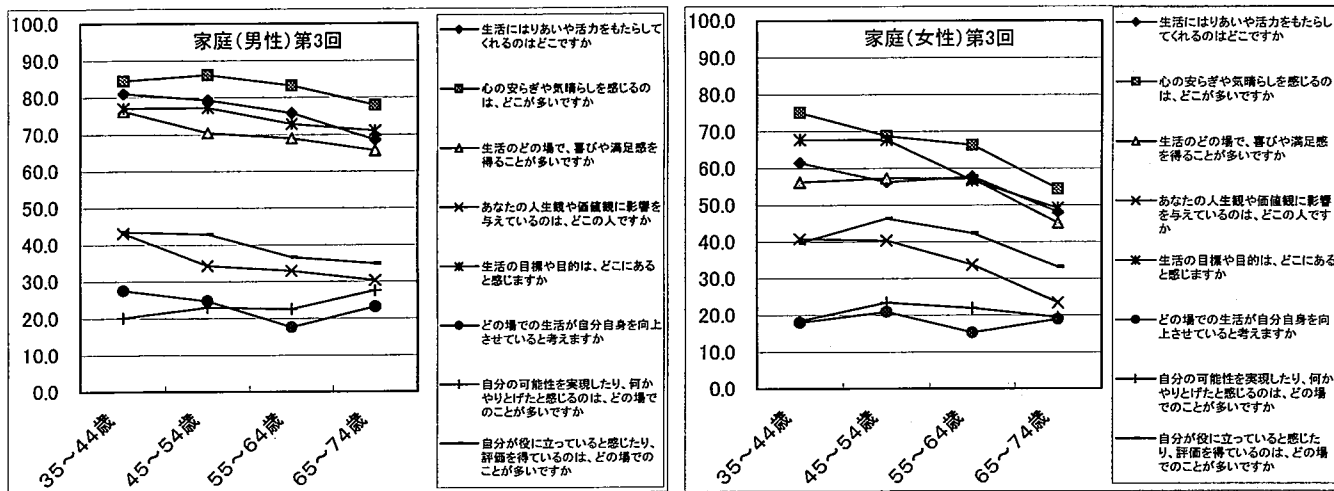 家庭(男性)第3回
100.0
90.0
80.0
70.0
60.0
50.0
40.0
30.0
20.0
10.0
0.0
35～44歳
45～54歳
55～64歳
65～74歳
生活にはりあいや活力をもたらして
くれるのはどこですか
心の安らぎや気晴らしを感じるの
は、どこが多いですか
生活のどの場で、喜びや満足感
を得ることが多いですか
あなたの人生観や価値観に影響
を与えているのは、どこの人ですか
生活の目標や目的は、どこにある
と感じますか
どの場での生活が自分自身を向上
させていると考えますか
自分の可能性を実現したり、何か
やりとげたと感じるのは、どの場で
のことが多いですか
自分が役に立っていると感じたり、
評価を得ているのは、どの場での
ことが多いですか
家庭(女性)第3回
100.0
90.0
80.0
70.0
60.0
50.0
40.0
30.0
20.0
10.0
0.0
35～44歳
45～54歳
55～64歳
65～74歳
生活にはりあいや活力をもたらし
てくれるのはどこですか
心の安らぎや気晴らしを感じるの
は、どこが多いですか
生活のどの場で、喜びや満足感
を得ることが多いですか
あなたの人生観や価値観に影響
を与えているのは、どこの人です
か
生活の目標や目的は、どこにある
と感じますか
どの場での生活が自分自身を向
上させていると考えますか
自分の可能性を実現したり、何か
やりとげたと感じるのは、どの場
でのことが多いですか
自分が役に立っていると感じた
り、評価を得ているのは、どの場
でのことが多いですか